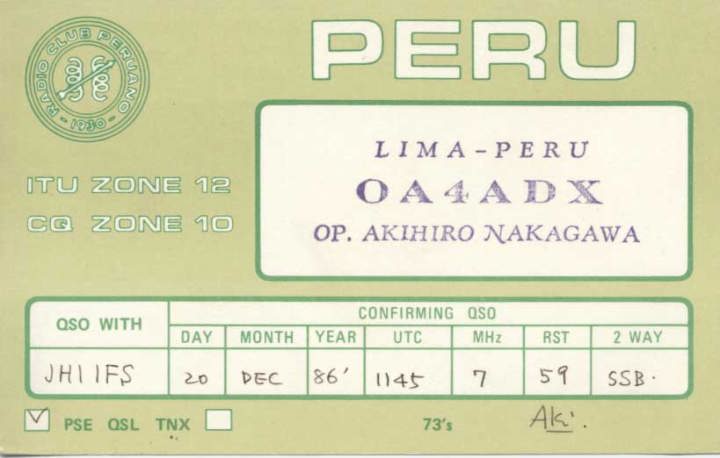 RADIO CLUB PERUANO
1930
PERU
LIMA-PERU
OA4ADX
OP. AKIHIRO NAKAGAWA
ITU ZONE 12
CQ ZONE 10
QSO WITH
CONFIRMING QSO
DAY MONTH YEAR UTC MHz RST 2 WAY
JH1IFS 20 DEC 86' 1145 7 59 SSB.
PSE QSL TNX
73's
Aki.